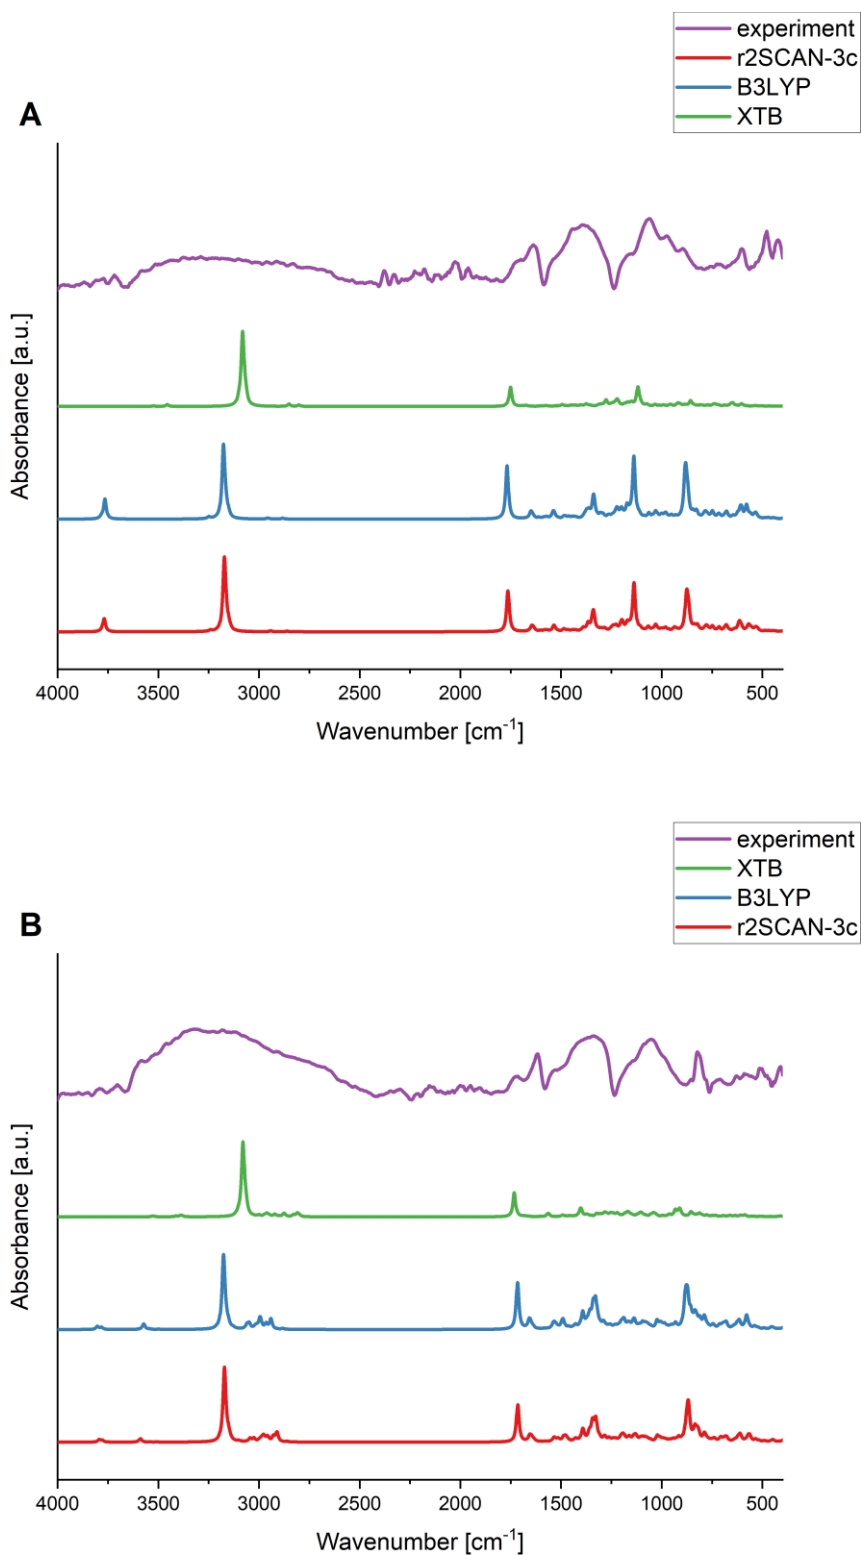 experiment
r2SCAN-3c
B3LYP
XTB
A
Absorbance [a.u.]
4000 3500 3000 2500 2000 1500 1000 500
Wavenumber [cm⁻¹]
experiment
XTB
B3LYP
r2SCAN-3c
B
Absorbance [a.u.]
4000 3500 3000 2500 2000 1500 1000 500
Wavenumber [cm⁻¹]